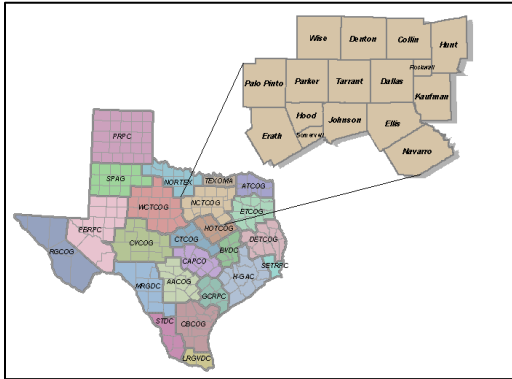 Wise
Denton
Collin
Hunt
Rockwall
Palo Pinto
Parker
Tarrant
Dallas
Kaufman
Hood
Johnson
Ellis
Erath
Somervell
Navarro
PRPC
SPAG
NORTEX
TEXOMA
ATCOG
WCTCOG
NCTCOG
ETCOG
PBRPC
HOTCOG
RGCOG
CVCOG
CTCOG
BVDC
DETCOG
CAPCO
SETRPC
MRGDC
AACOG
H-GAC
GCRPC
STDC
CBCOG
LRGVDC